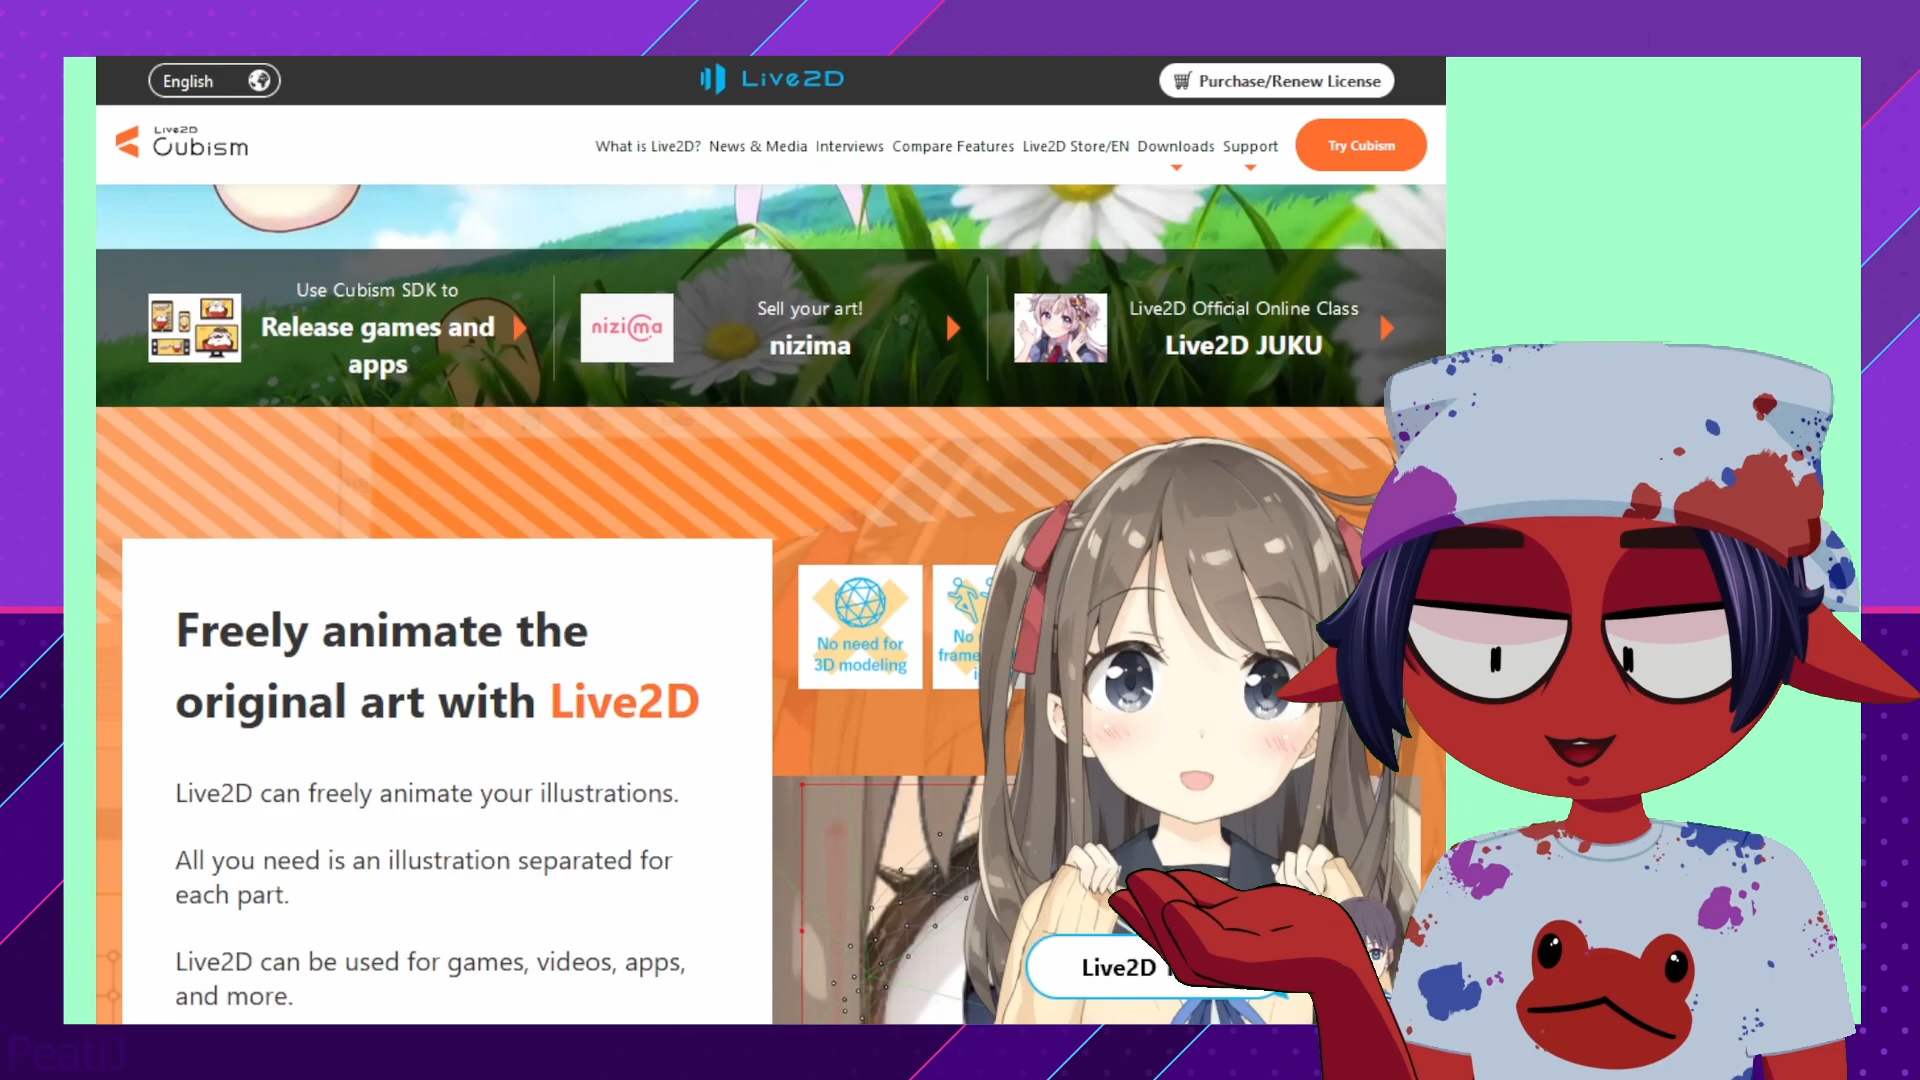 English
Live2D
Purchase/Renew License
Live2D
Cubism
What is Live2D? News & Media Interviews Compare Features Live2D Store/EN Downloads Support
Try Cubism
Use Cubism SDK to
Release games and
apps
nizima
Sell your art!
nizima
Live2D Official Online Class
Live2D JUKU
Freely animate the
original art with Live2D
Live2D can freely animate your illustrations.
All you need is an illustration separated for
each part.
Live2D can be used for games, videos, apps,
and more.
No need for
3D modeling
No
frame
Live2D